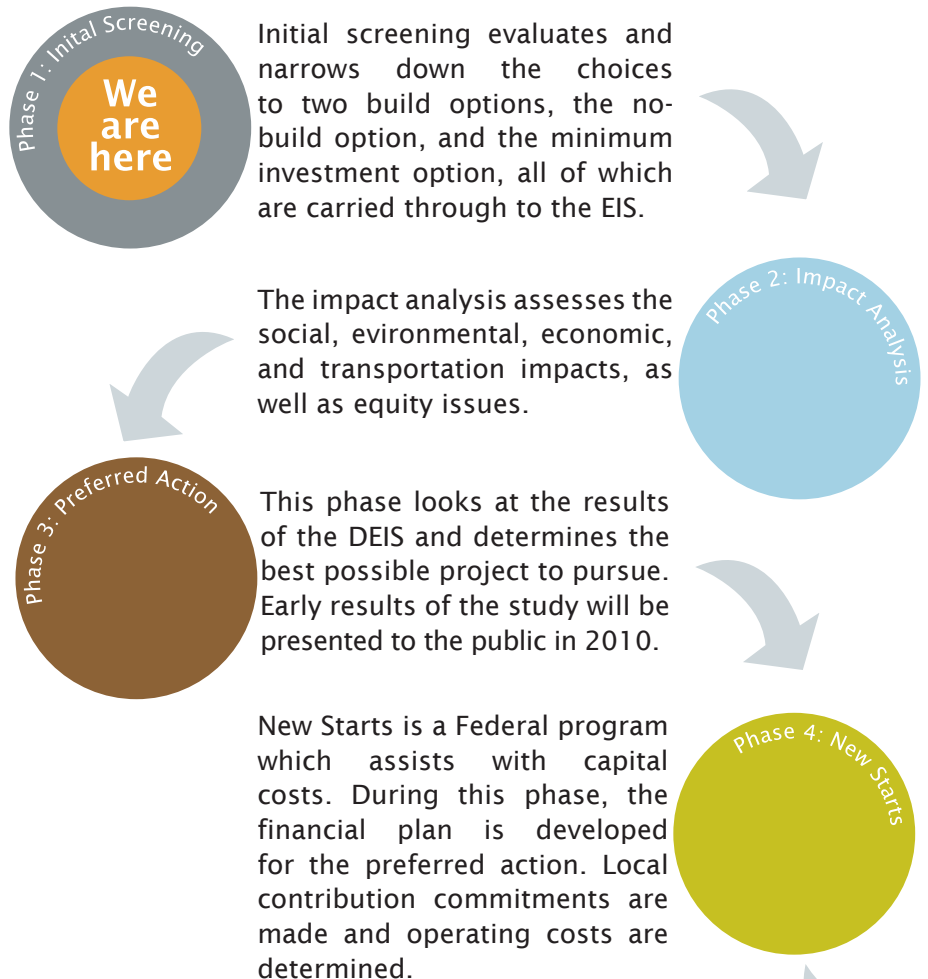 Phase 1: Inital Screening
We
are
here
Initial screening evaluates and
narrows down the choices
to two build options, the no-
build option, and the minimum
investment option, all of which
are carried through to the EIS.
Phase 2: Impact Analysis
The impact analysis assesses the
social, evironmental, economic,
and transportation impacts, as
well as equity issues.
Phase 3: Preferred Action
This phase looks at the results
of the DEIS and determines the
best possible project to pursue.
Early results of the study will be
presented to the public in 2010.
Phase 4: New Starts
New Starts is a Federal program
which assists with capital
costs. During this phase, the
financial plan is developed
for the preferred action. Local
contribution commitments are
made and operating costs are
determined.